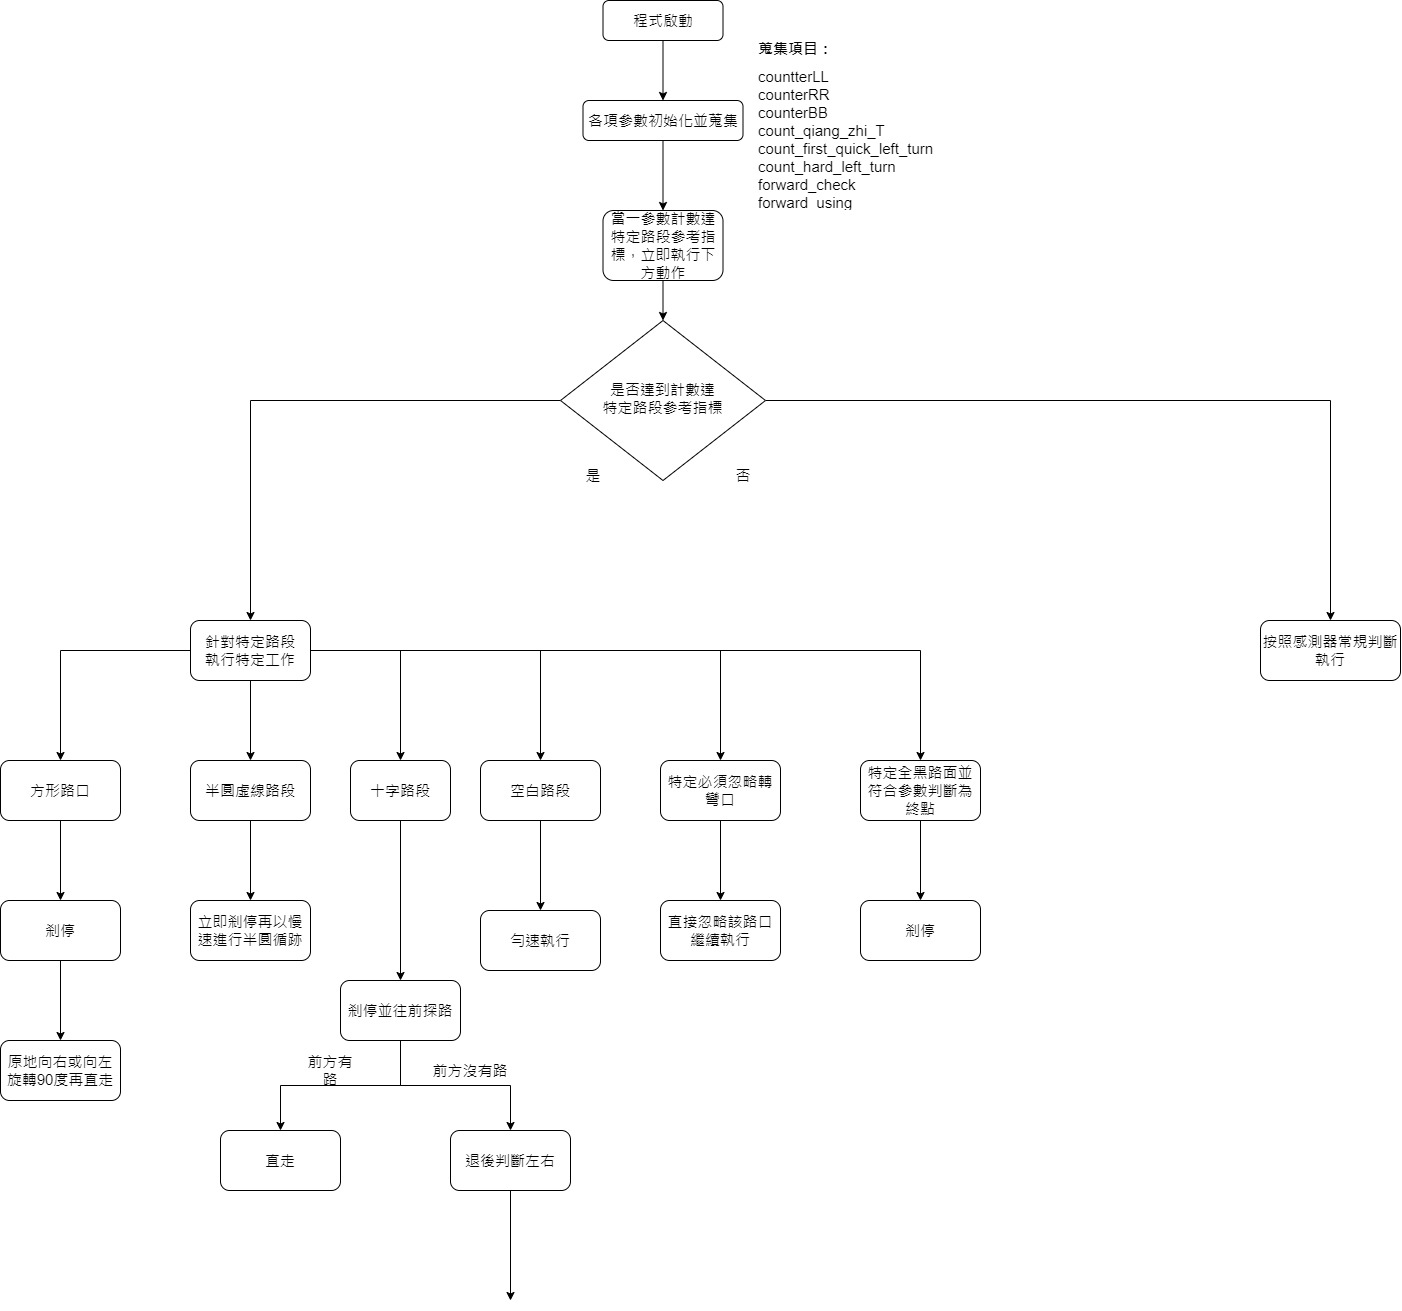 程式啟動
蒐集項目：
countterLL
counterRR
counterBB
count_qiang_zhi_T
count_first_quick_left_turn
count_hard_left_turn
forward_check
forward_using
各項參數初始化並蒐集
當一參數計數達
特定路段參考指
標，立即執行下
方動作
是否達到計數達
特定路段參考指標
是
否
針對特定路段
執行特定工作
按照感測器常規判斷
執行
方形路口
半圓虛線路段
十字路段
空白路段
特定必須忽略轉
彎口
特定全黑路面並
符合參數判斷為
終點
剎停
立即剎停再以慢
速進行半圓循跡
勻速執行
直接忽略該路口
繼續執行
剎停
剎停並往前探路
原地向右或向左
旋轉90度再直走
前方有
路
前方沒有路
直走
退後判斷左右